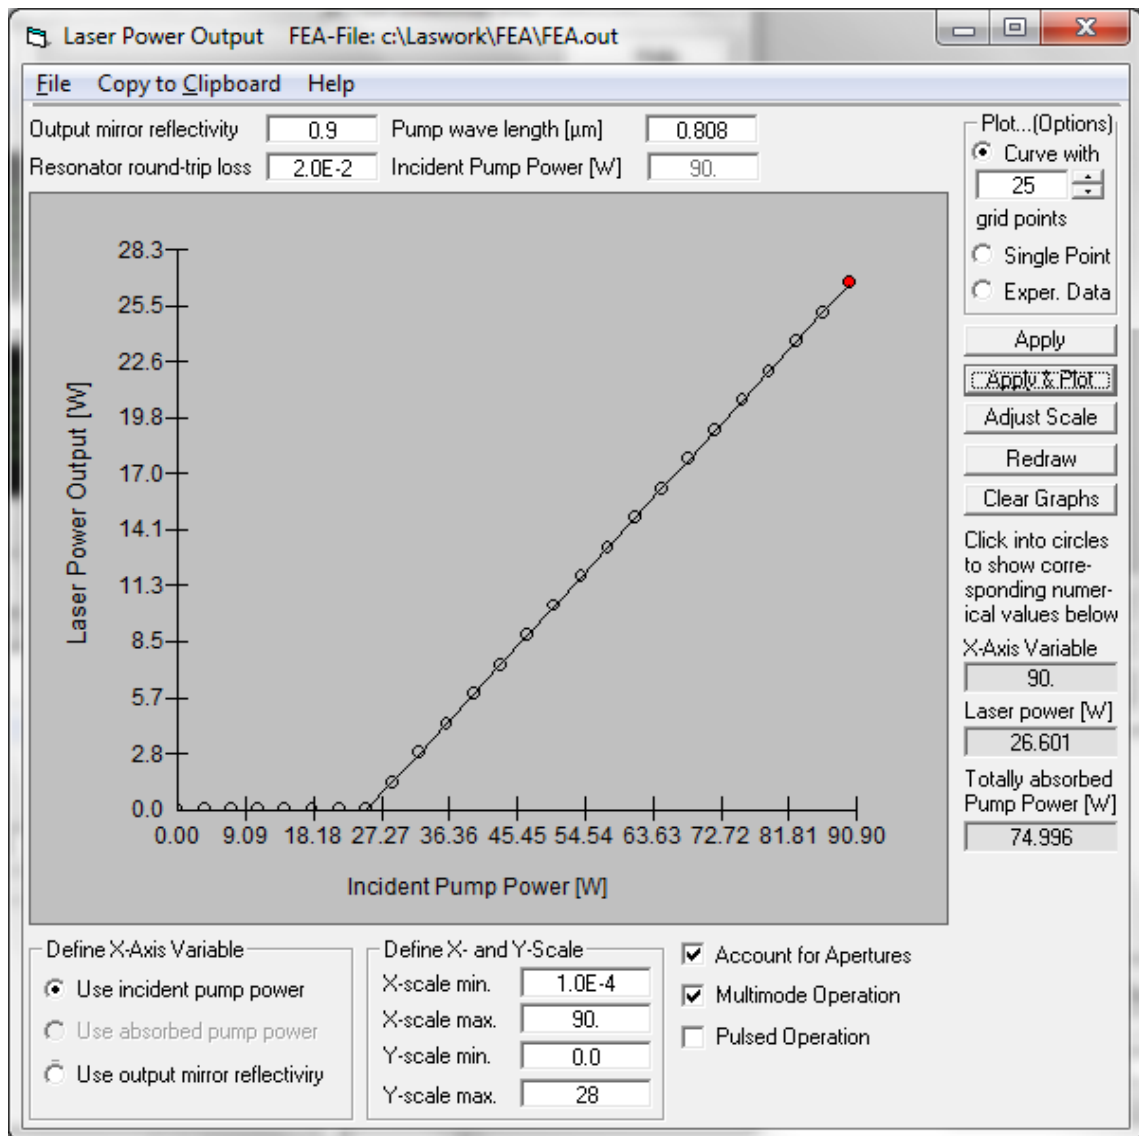 Laser Power Output FEA-File: c:\Laswork\FEA\FEA.out
File Copy to Clipboard Help
Output mirror reflectivity 0.9 Pump wave length [µm] 0.808
Resonator round-trip loss 2.0E-2 Incident Pump Power [W] 90.
Plot...(Options)
Curve with
25
grid points
Single Point
Exper. Data
Apply
Apply & Plot
Adjust Scale
Redraw
Clear Graphs
Click into circles
to show corre-
sponding numer-
ical values below
X-Axis Variable
90.
Laser power [W]
26.601
Totally absorbed
Pump Power [W]
74.996
Laser Power Output [W]
28.3
25.5
22.6
19.8
17.0
14.1
11.3
8.5
5.7
2.8
0.0
0.00 9.09 18.18 27.27 36.36 45.45 54.54 63.63 72.72 81.81 90.90
Incident Pump Power [W]
Define X-Axis Variable
Use incident pump power
Use absorbed pump power
Use output mirror reflectiviry
Define X- and Y-Scale
X-scale min. 1.0E-4
X-scale max. 90.
Y-scale min. 0.0
Y-scale max. 28
Account for Apertures
Multimode Operation
Pulsed Operation